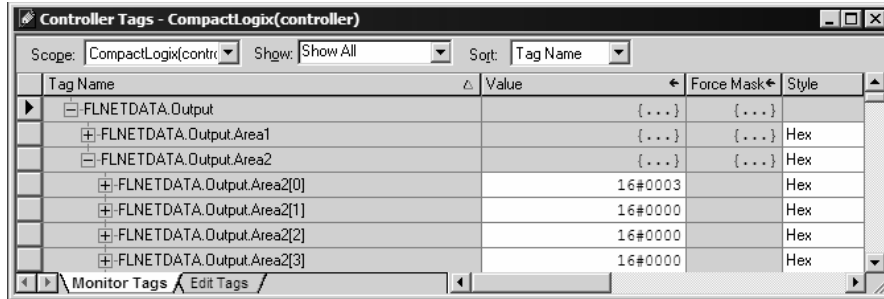 Controller Tags - CompactLogix(controller)
Scope: CompactLogix(contro Show: Show All Sort: Tag Name
Tag Name Value Force Mask Style
FLNETDATA.Output {...} {...}
FLNETDATA.Output.Area1 {...} {...} Hex
FLNETDATA.Output.Area2 {...} {...} Hex
FLNETDATA.Output.Area2[0] 16#0003 Hex
FLNETDATA.Output.Area2[1] 16#0000 Hex
FLNETDATA.Output.Area2[2] 16#0000 Hex
FLNETDATA.Output.Area2[3] 16#0000 Hex
Monitor Tags Edit Tags